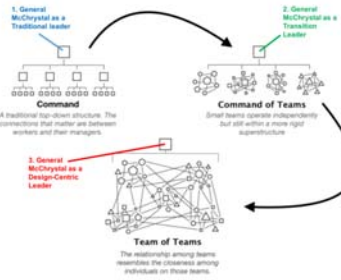 1. General
McChrystal as a
Traditional leader
2. General
McChrystal as a
Transition
Leader
Command
A traditional top-down structure. The
connections that matter are between
workers and their managers.
Command of Teams
Small teams operate independently
but still within a more rigid
superstructure
3. General
McChrystal as a
Design-Centric
Leader
Team of Teams
The relationship among teams
resembles the closeness among
individuals on those teams.